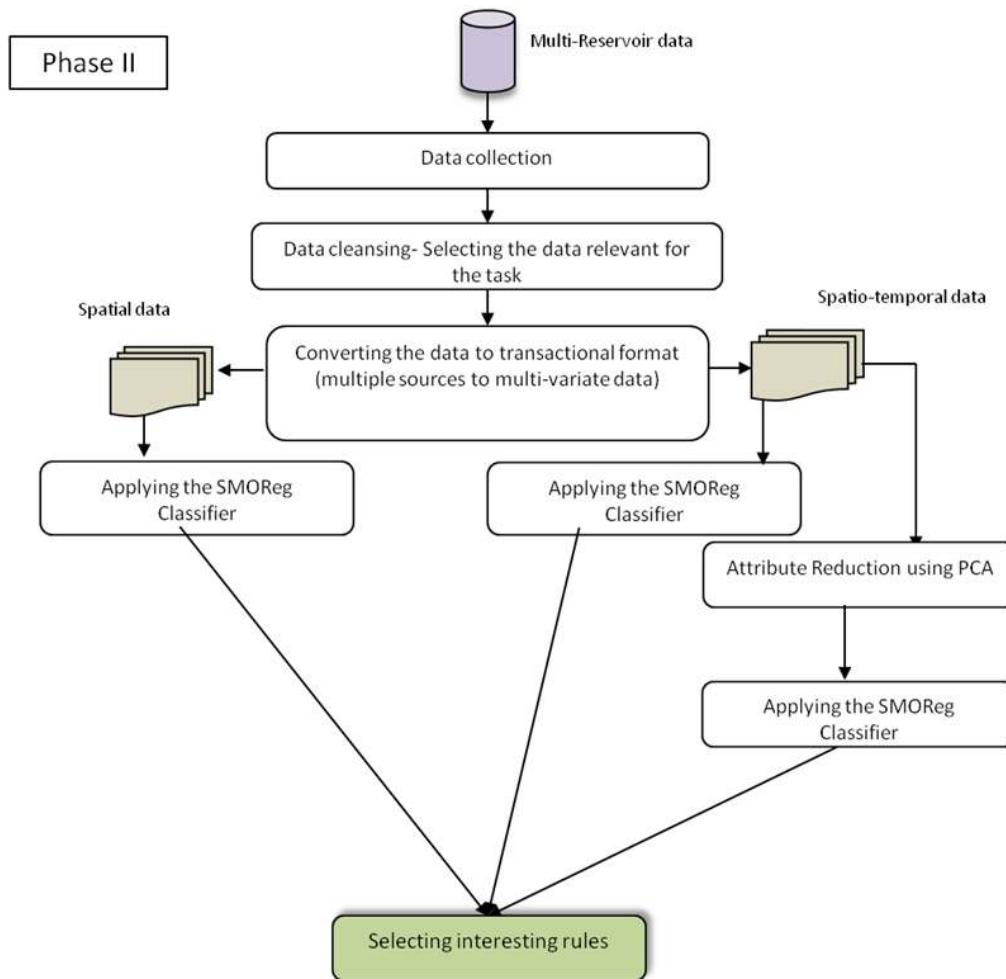 Multi-Reservoir data
Phase II
Data collection
Data cleansing- Selecting the data relevant for
the task
Spatial data
Spatio-temporal data
Converting the data to transactional format
(multiple sources to multi-variate data)
Applying the SMOReg
Classifier
Applying the SMOReg
Classifier
Attribute Reduction using PCA
Applying the SMOReg
Classifier
Selecting interesting rules